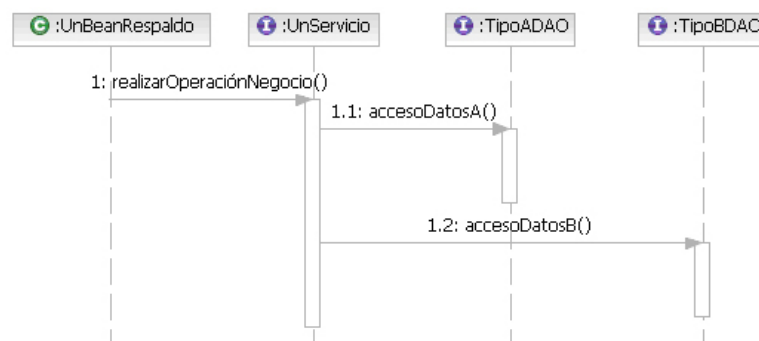 C :UnBeanRespaldo
I :UnServicio
I :TipoADAO
I :TipoBDAO
1: realizarOperaciónNegocio()
1.1: accesoDatosA()
1.2: accesoDatosB()